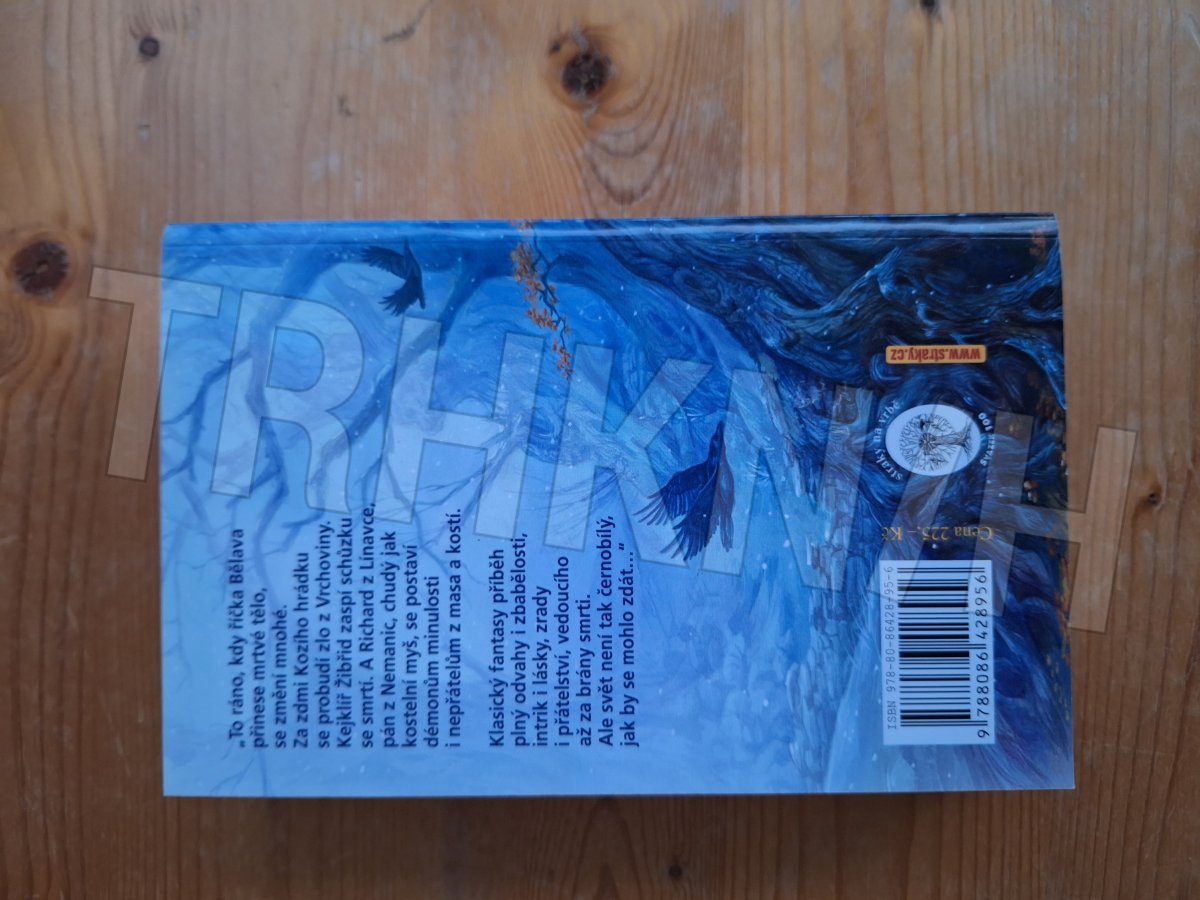 „To ráno, kdy říčka Bělava
přinese mrtvé tělo,
se změní mnohé.
Za zdmi Kozího hrádku
se probudí zlo z Vrchoviny.
Kejklíř Žibřid zaspí schůzku
se smrtí. A Richard z Línavce,
pán z Nemanic, chudý jak
kostelní myš, se postaví
démonům minulosti
i nepřátelům z masa a kostí.
Klasický fantasy příběh
plný odvahy i zbabělosti,
intrik i lásky, zrady
i přátelství, vedoucího
až za brány smrti.
Ale svět není tak černobílý,
jak by se mohlo zdát...“
ISBN 978-80-86428-95-6
9 788086 428956
Cena 225,– Kč
straky na vrbě
svazek 100
www.straky.cz
TRHKNIH